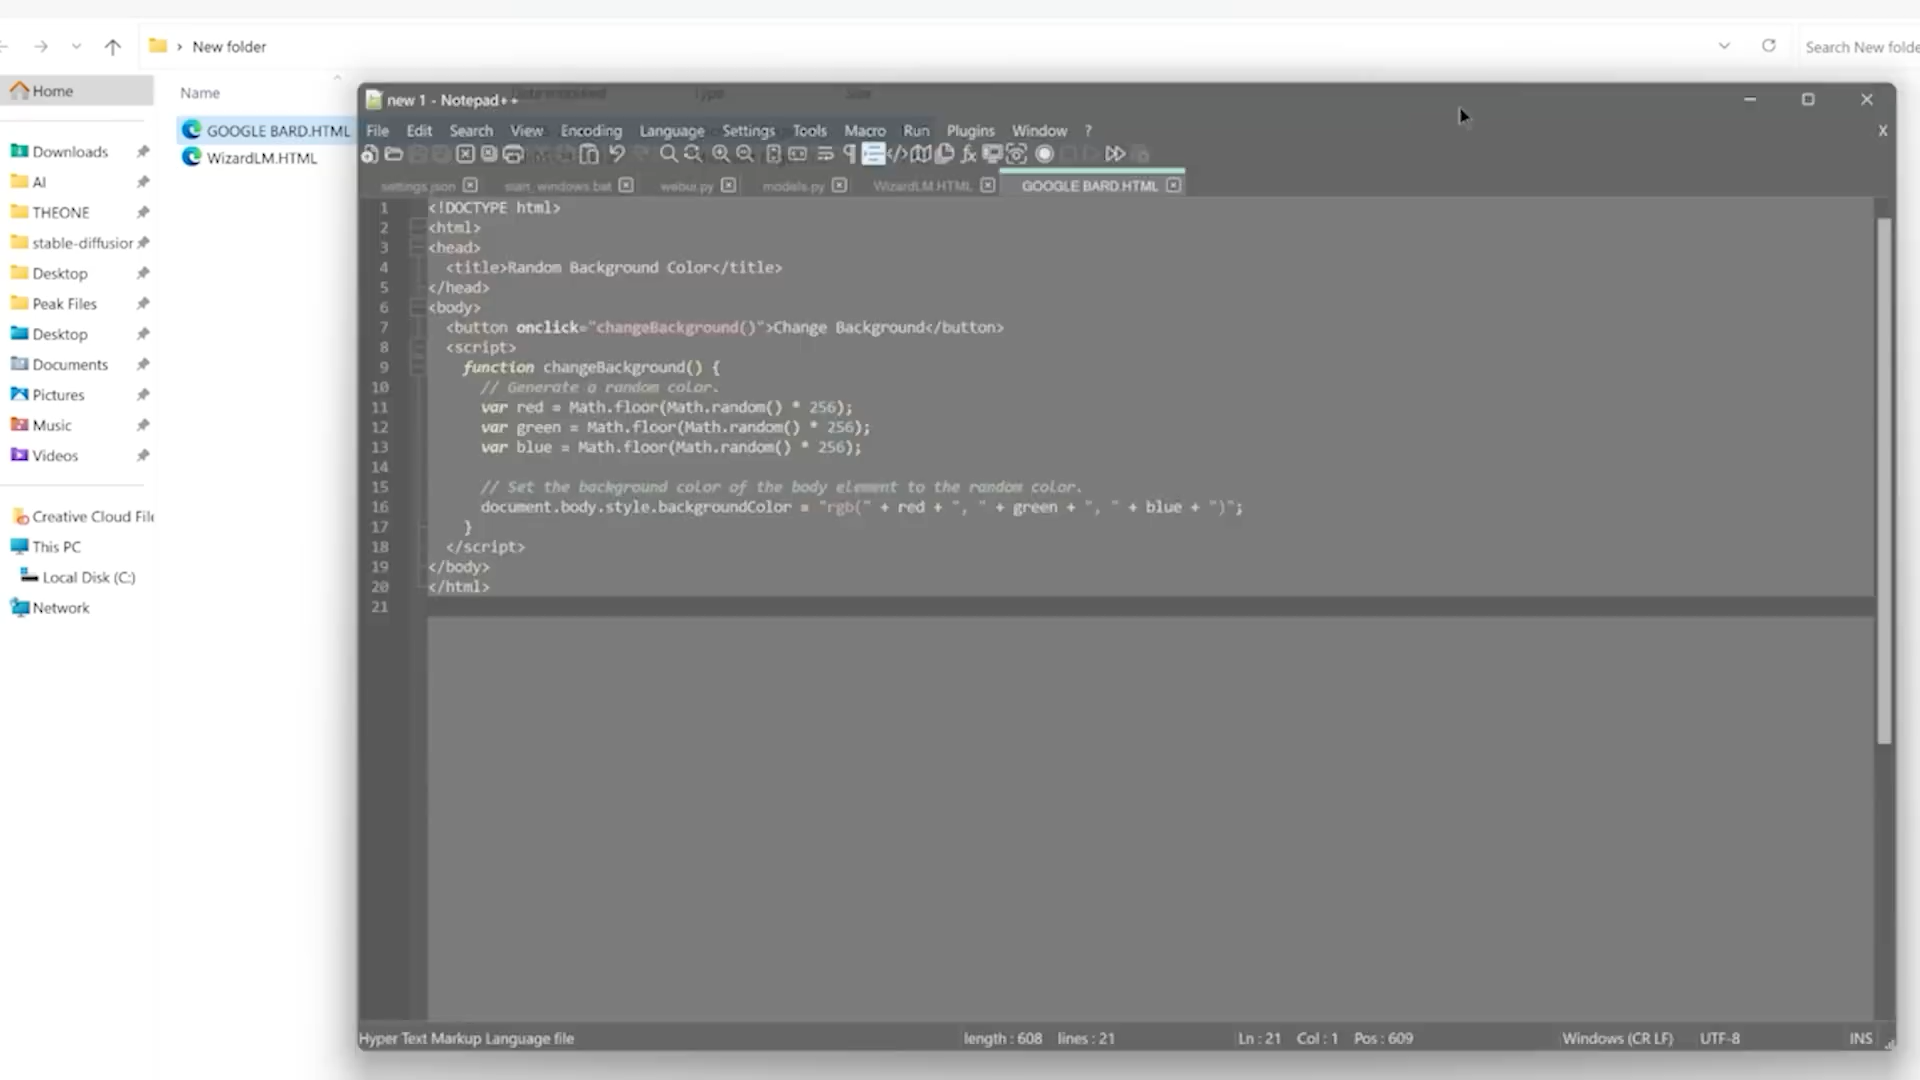 New folder
Search New folde
Home
Name
Downloads
AI
THEONE
stable-diffusior
Desktop
Peak Files
Desktop
Documents
Pictures
Music
Videos
Creative Cloud File
This PC
Local Disk (C:)
Network
GOOGLE BARD.HTML
WizardLM.HTML
new 1 - Notepad++
Type
Size
File Edit Search View Encoding Language Settings Tools Macro Run Plugins Window ? X
settings.json start_windows.bat webui.py models.py WizardLM.HTML GOOGLE BARD.HTML
1 <!DOCTYPE html>
2 <html>
3 <head>
4 <title>Random Background Color</title>
5 </head>
6 <body>
7 <button onclick="changeBackground()">Change Background</button>
8 <script>
9 function changeBackground() {
10 // Generate a random color.
11 var red = Math.floor(Math.random() * 256);
12 var green = Math.floor(Math.random() * 256);
13 var blue = Math.floor(Math.random() * 256);
14
15 // Set the background color of the body element to the random color.
16 document.body.style.backgroundColor = "rgb(" + red + ", " + green + ", " + blue + ")";
17 }
18 </script>
19 </body>
20 </html>
21
Hyper Text Markup Language file length : 608 lines : 21 Ln : 21 Col : 1 Pos : 609 Windows (CR LF) UTF-8 INS